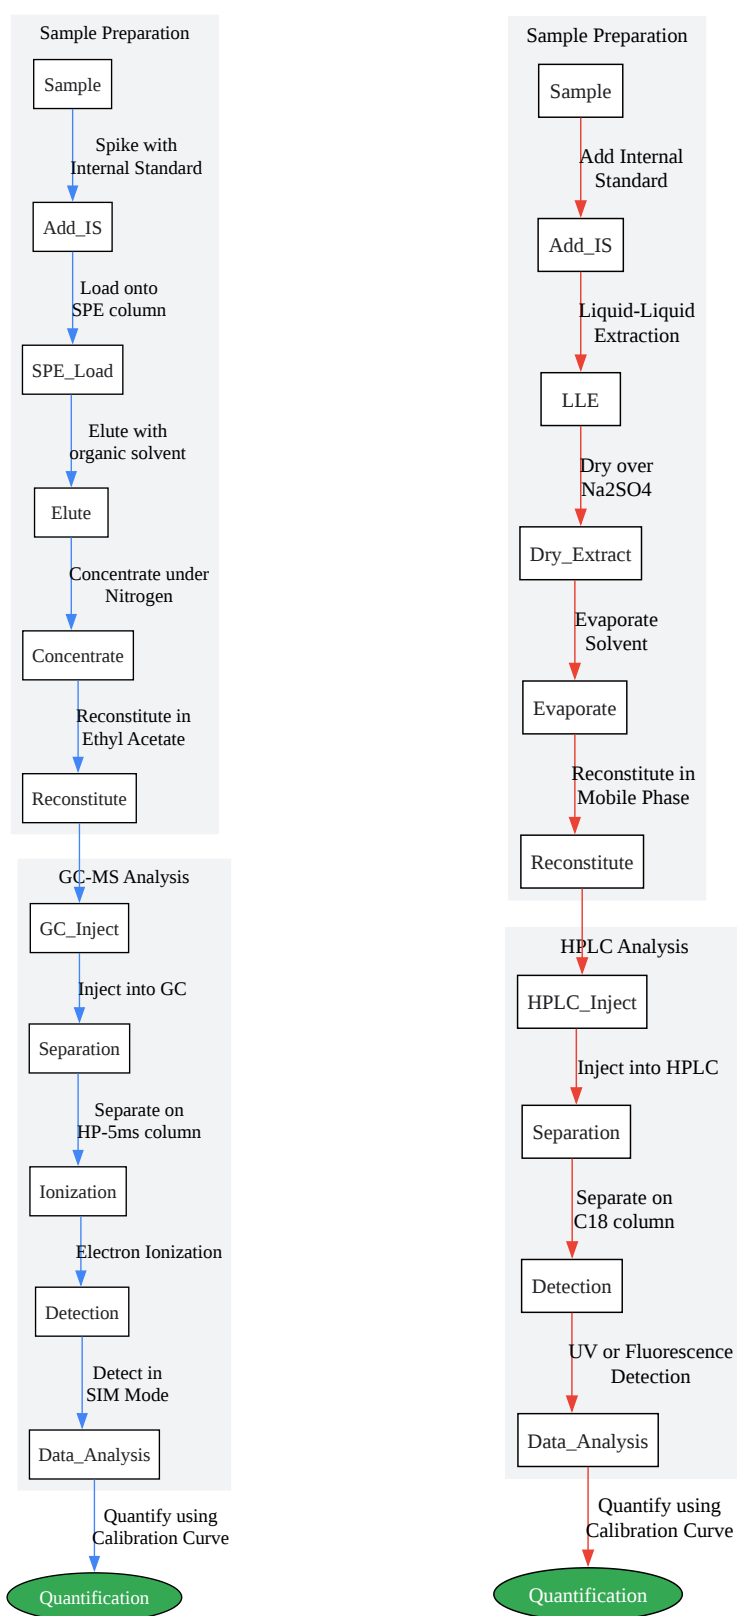 Sample Preparation
Sample
Spike with
Internal Standard
Add_IS
Load onto
SPE column
SPE_Load
Elute with
organic solvent
Elute
Concentrate under
Nitrogen
Concentrate
Reconstitute in
Ethyl Acetate
Reconstitute
GC-MS Analysis
GC_Inject
Inject into GC
Separation
Separate on
HP-5ms column
Ionization
Electron Ionization
Detection
Detect in
SIM Mode
Data_Analysis
Quantify using
Calibration Curve
Quantification
Sample Preparation
Sample
Add Internal
Standard
Add_IS
Liquid-Liquid
Extraction
LLE
Dry over
Na2SO4
Dry_Extract
Evaporate
Solvent
Evaporate
Reconstitute in
Mobile Phase
Reconstitute
HPLC Analysis
HPLC_Inject
Inject into HPLC
Separation
Separate on
C18 column
Detection
UV or Fluorescence
Detection
Data_Analysis
Quantify using
Calibration Curve
Quantification